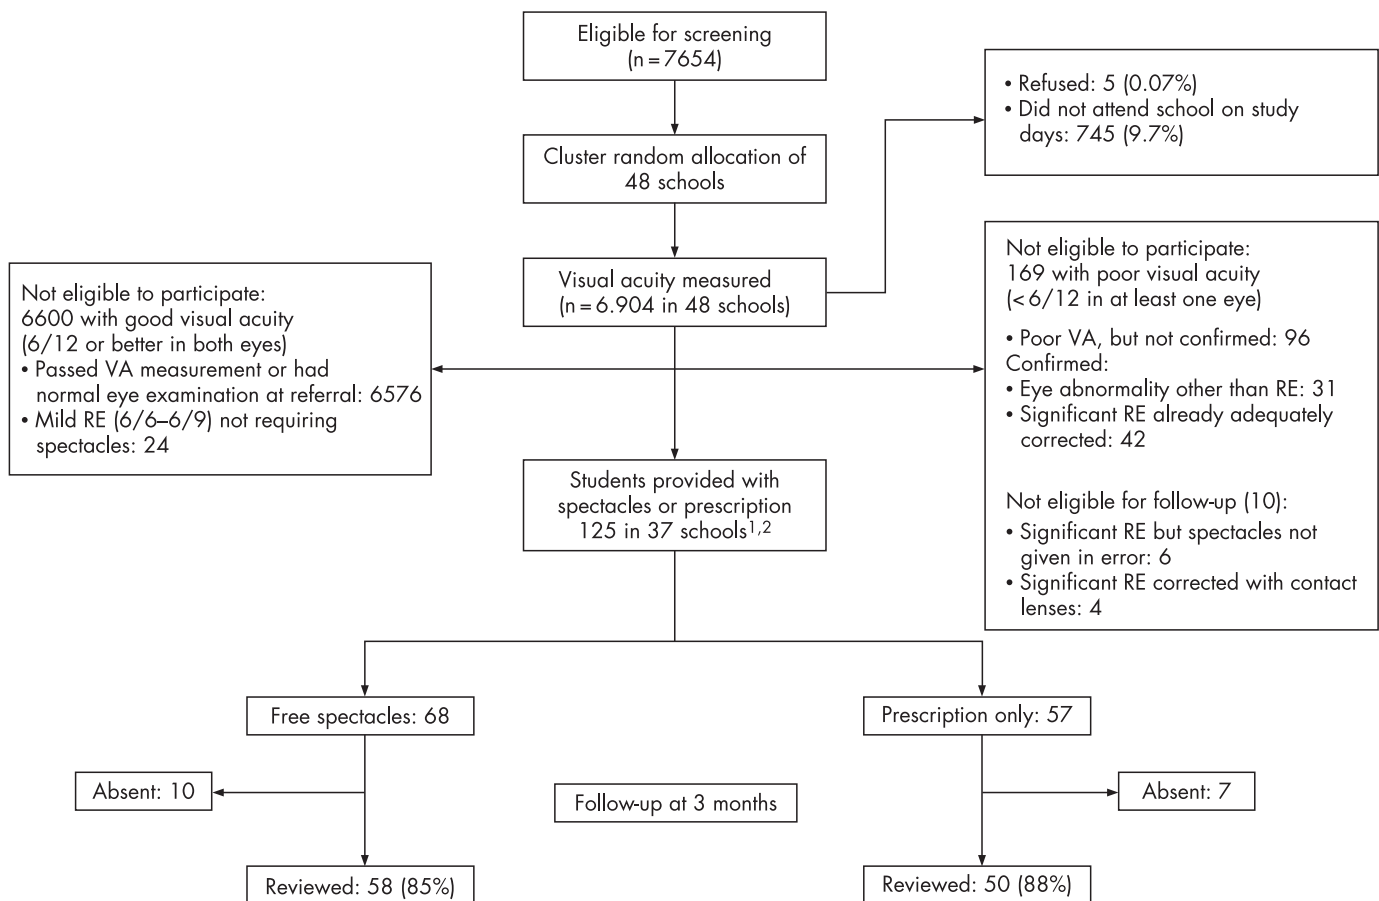 Eligible for screening
(n = 7654)
• Refused: 5 (0.07%)
• Did not attend school on study
days: 745 (9.7%)
Cluster random allocation of
48 schools
Visual acuity measured
(n = 6.904 in 48 schools)
Not eligible to participate:
6600 with good visual acuity
(6/12 or better in both eyes)
• Passed VA measurement or had
normal eye examination at referral: 6576
• Mild RE (6/6–6/9) not requiring
spectacles: 24
Not eligible to participate:
169 with poor visual acuity
(< 6/12 in at least one eye)
• Poor VA, but not confirmed: 96
Confirmed:
• Eye abnormality other than RE: 31
• Significant RE already adequately
corrected: 42
Not eligible for follow-up (10):
• Significant RE but spectacles not
given in error: 6
• Significant RE corrected with contact
lenses: 4
Students provided with
spectacles or prescription
125 in 37 schools1,2
Free spectacles: 68
Prescription only: 57
Absent: 10
Follow-up at 3 months
Absent: 7
Reviewed: 58 (85%)
Reviewed: 50 (88%)